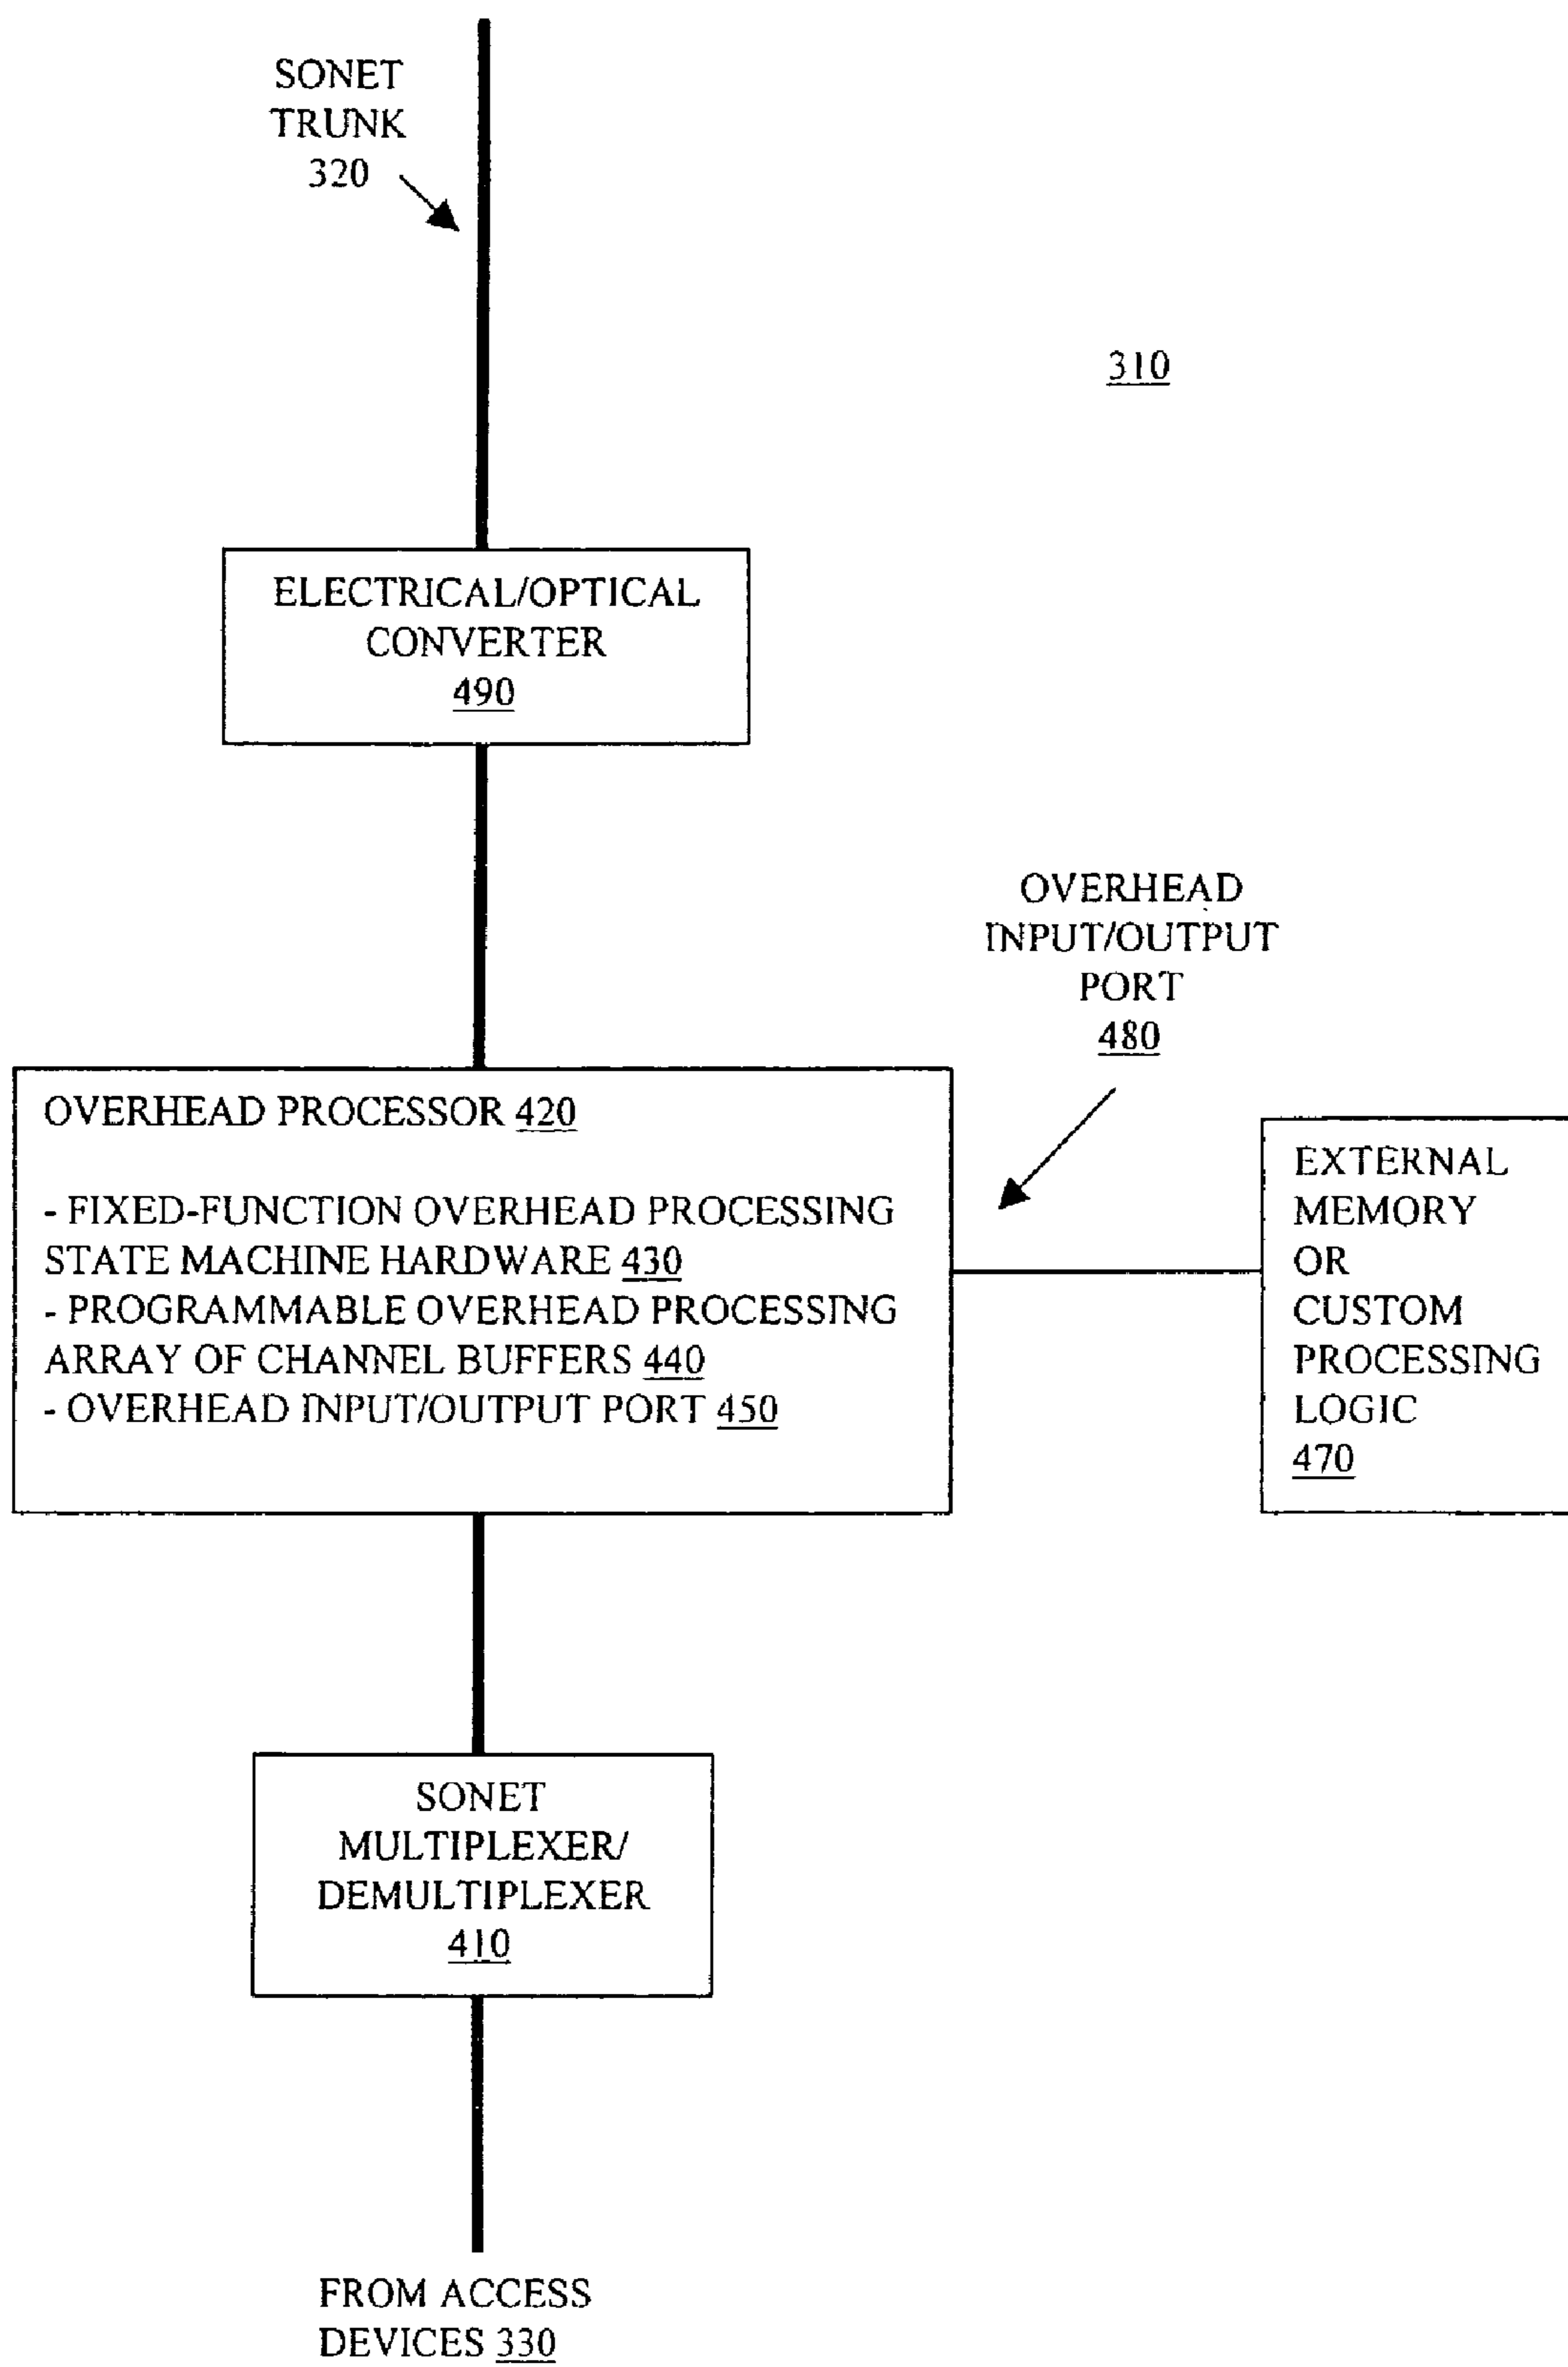 SONET
TRUNK
320
310
ELECTRICAL/OPTICAL
CONVERTER
490
OVERHEAD
INPUT/OUTPUT
PORT
480
OVERHEAD PROCESSOR 420
- FIXED-FUNCTION OVERHEAD PROCESSING
STATE MACHINE HARDWARE 430
- PROGRAMMABLE OVERHEAD PROCESSING
ARRAY OF CHANNEL BUFFERS 440
- OVERHEAD INPUT/OUTPUT PORT 450
EXTERNAL
MEMORY
OR
CUSTOM
PROCESSING
LOGIC
470
SONET
MULTIPLEXER/
DEMULTIPLEXER
410
FROM ACCESS
DEVICES 330